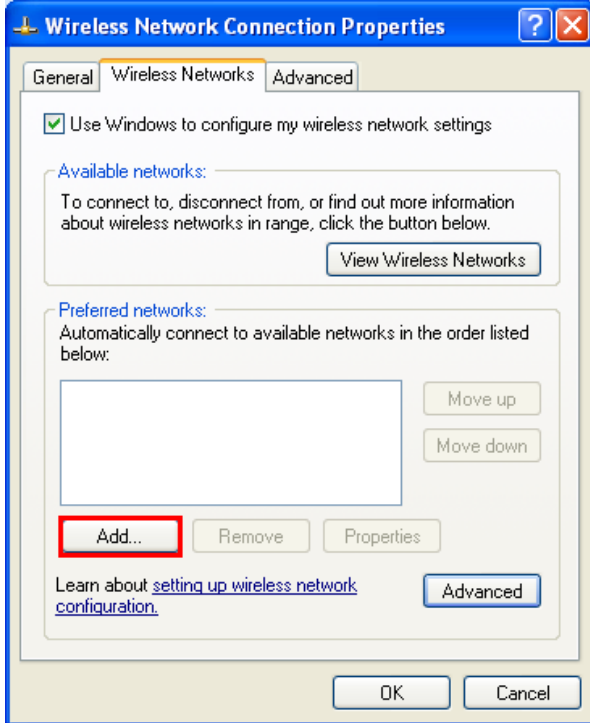 Wireless Network Connection Properties
General
Wireless Networks
Advanced
Use Windows to configure my wireless network settings
Available networks:
To connect to, disconnect from, or find out more information
about wireless networks in range, click the button below.
View Wireless Networks
Preferred networks:
Automatically connect to available networks in the order listed
below:
Move up
Move down
Add...
Remove
Properties
Learn about setting up wireless network
configuration.
Advanced
OK
Cancel